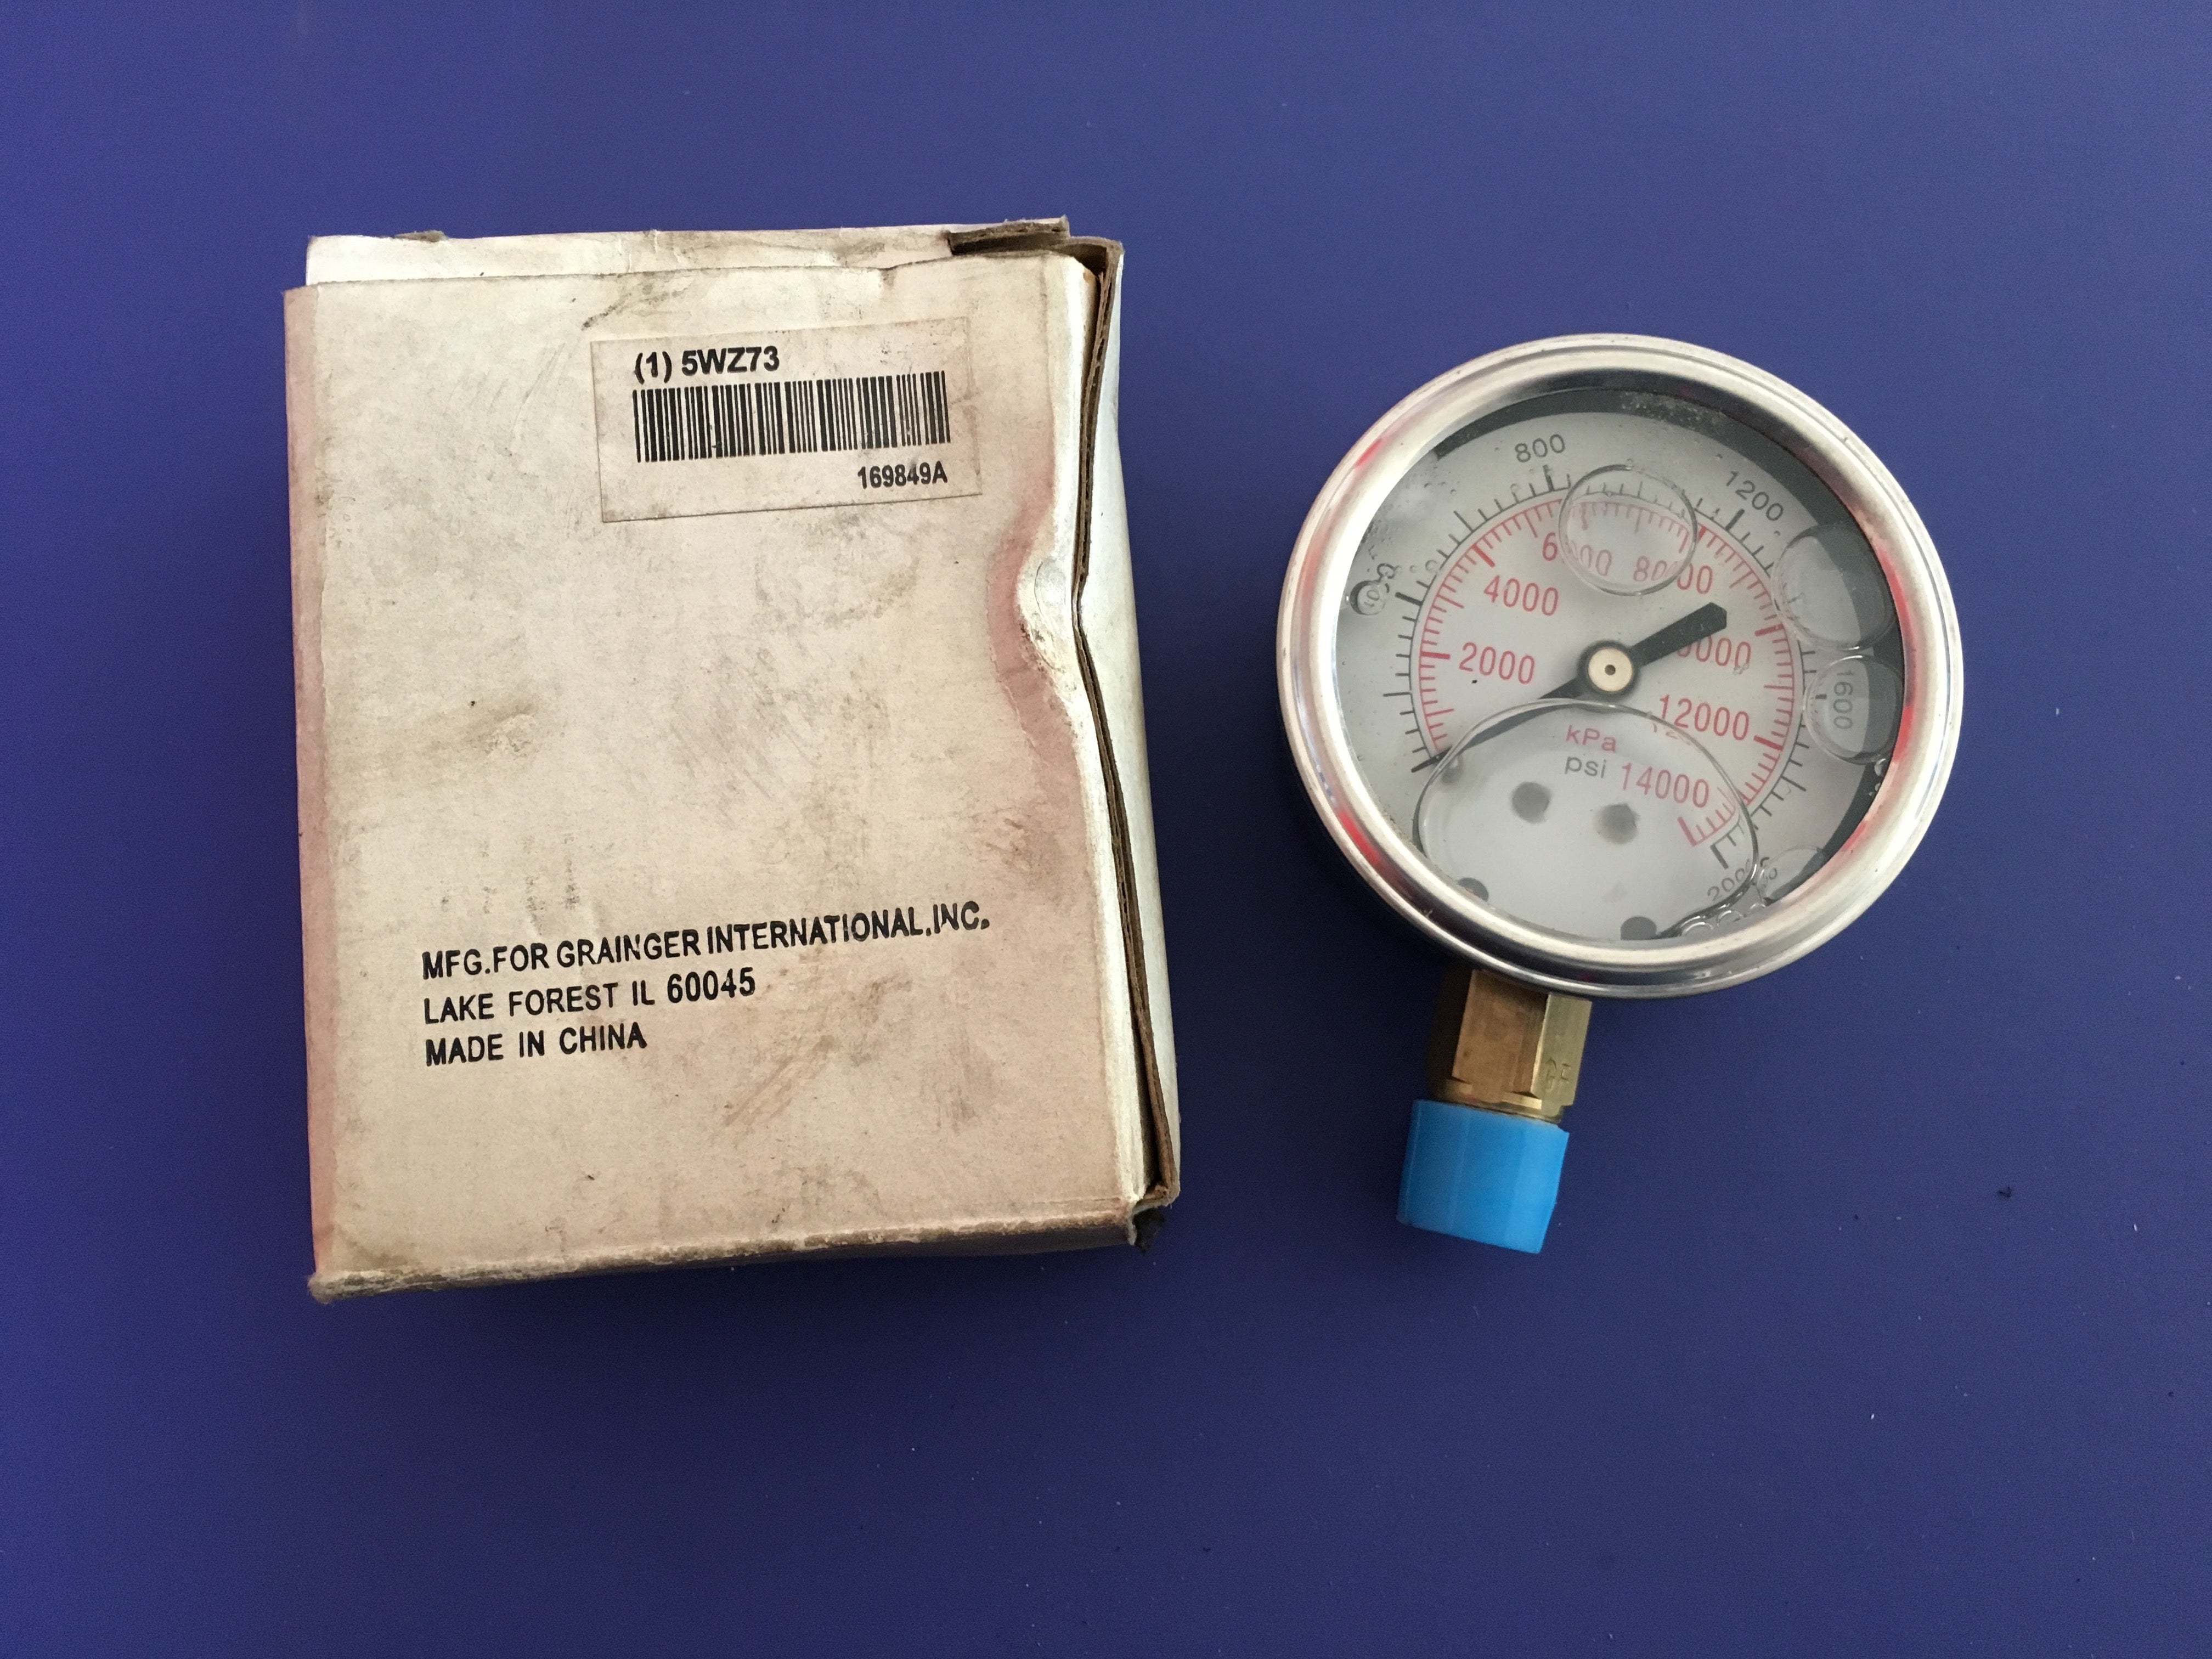 (1) 5WZ73
169849A
MFG.FOR GRAINGER INTERNATIONAL,INC.
LAKE FOREST IL 60045
MADE IN CHINA
800
1200
1600
2000
4000
8000
12000
14000
kPa
psi